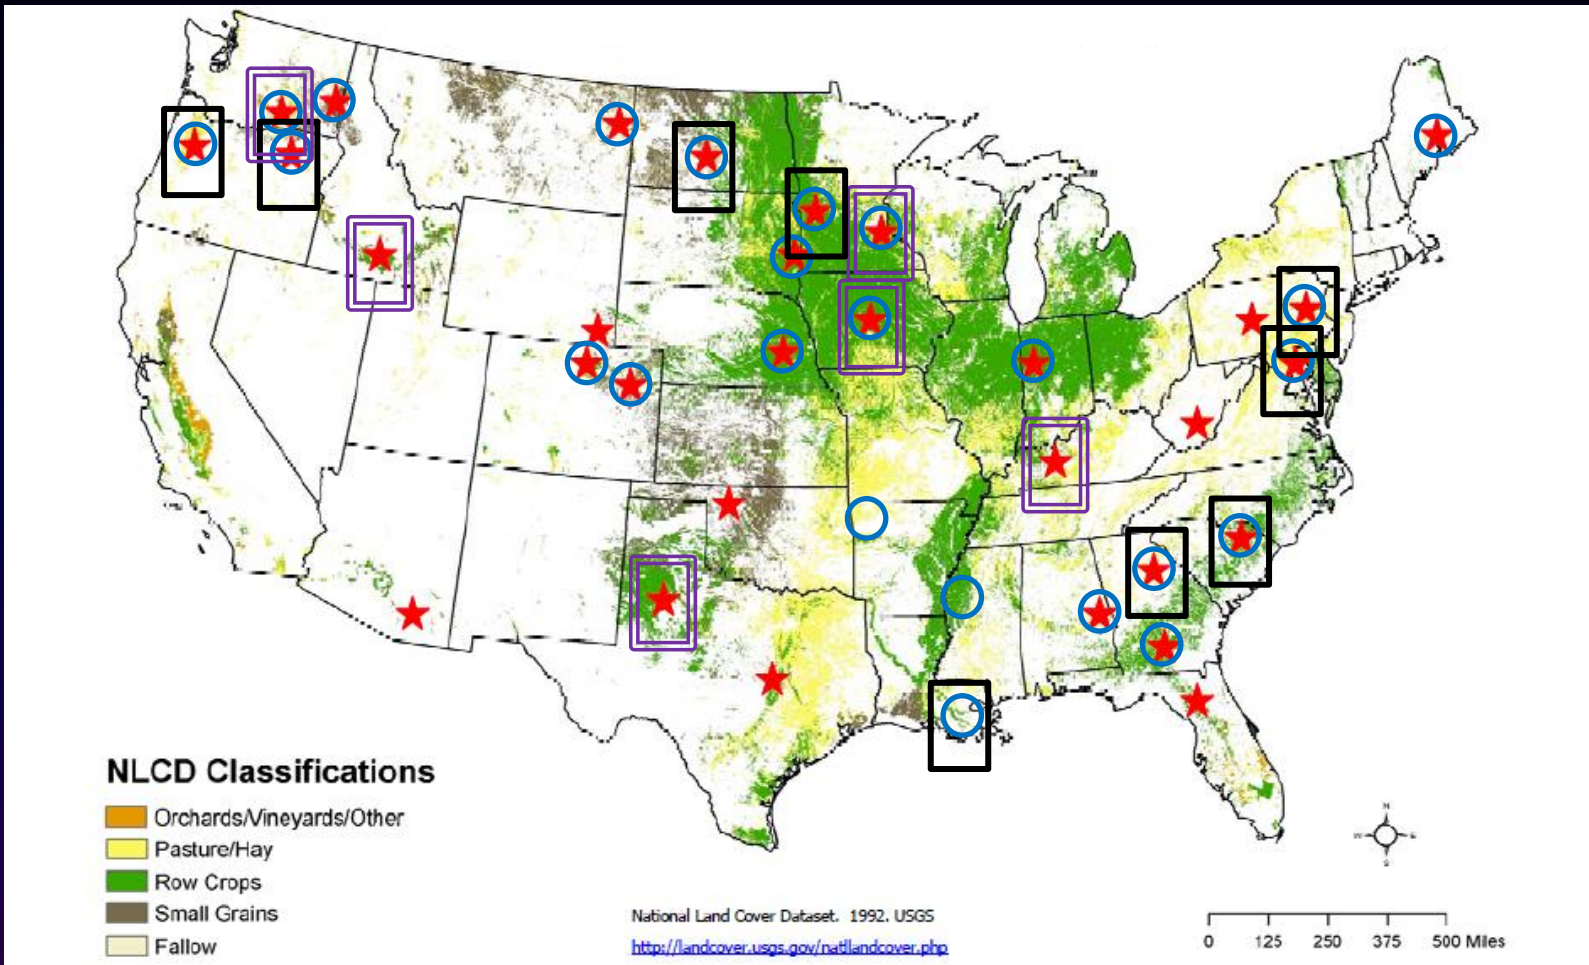 NLCD Classifications
Orchards/Vineyards/Other
Pasture/Hay
Row Crops
Small Grains
Fallow
National Land Cover Dataset. 1992. USGS
http://landcover.usgs.gov/natllandcover.php
N
W E
S
0 125 250 375 500 Miles